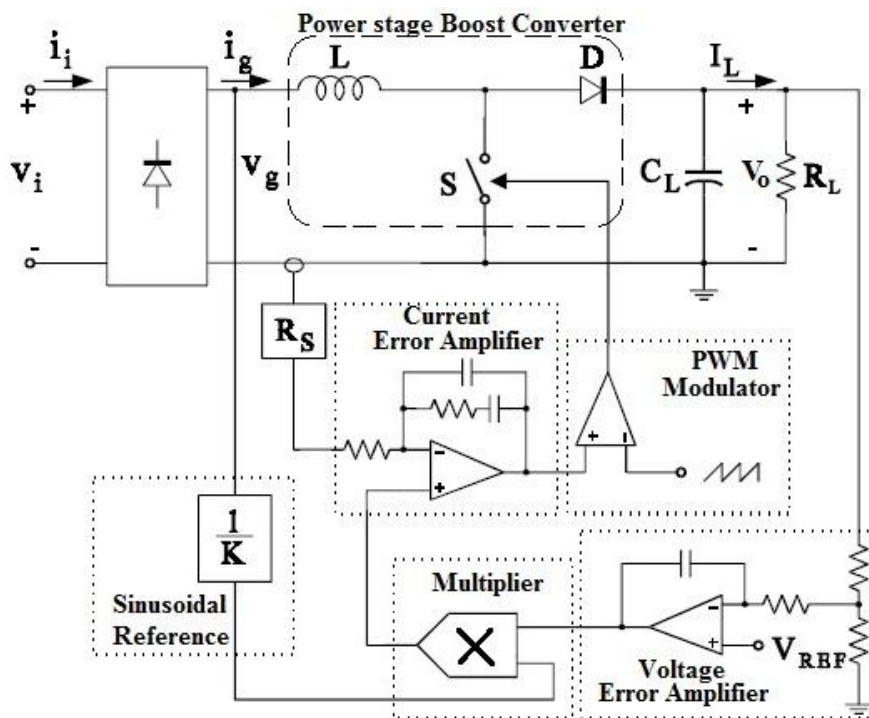 Power stage Boost Converter
i_i
i_g
L
D
I_L
+
+
v_i
v_g
S
C_L
V_o
R_L
-
-
R_S
Current
Error Amplifier
PWM
Modulator
-
+
+
-
1
K
Sinusoidal
Reference
Multiplier
X
-
+
V_REF
Voltage
Error Amplifier